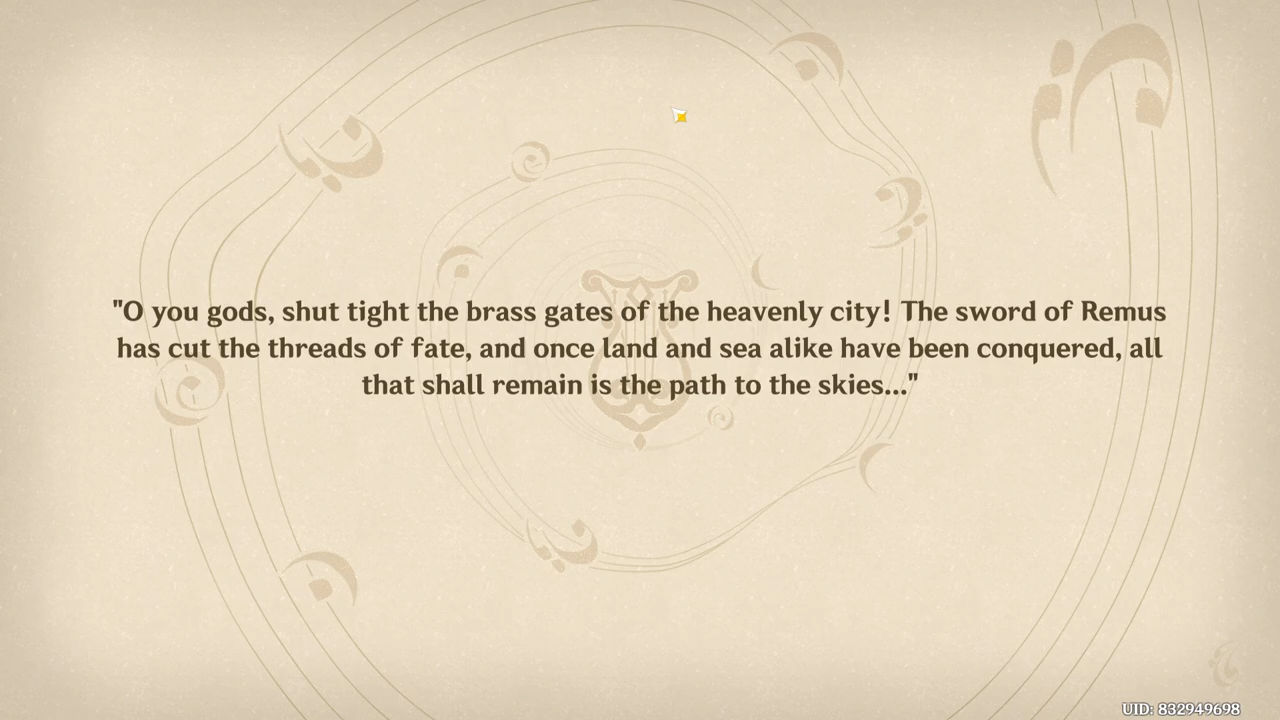 "O you gods, shut tight the brass gates of the heavenly city! The sword of Remus
has cut the threads of fate, and once land and sea alike have been conquered, all
that shall remain is the path to the skies..."
UID: 832949698